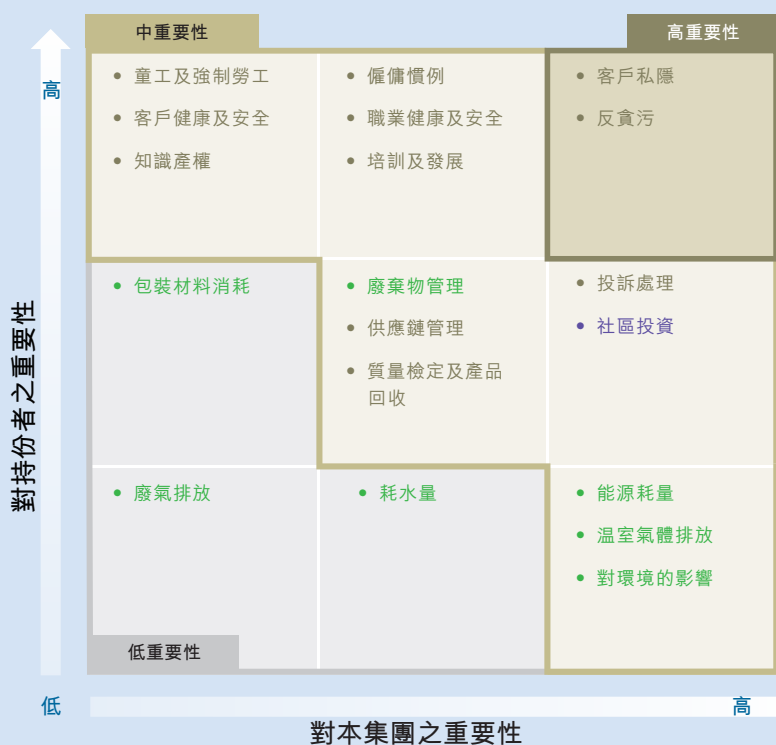 中重要性
高重要性
高
• 童工及強制勞工
• 客戶健康及安全
• 知識產權
• 僱傭慣例
• 職業健康及安全
• 培訓及發展
• 客戶私隱
• 反貪污
• 包裝材料消耗
• 廢棄物管理
• 供應鏈管理
• 質量檢定及產品
回收
• 投訴處理
• 社區投資
對持份者之重要性
• 廢氣排放
• 耗水量
• 能源耗量
• 温室氣體排放
• 對環境的影響
低重要性
低
高
對本集團之重要性